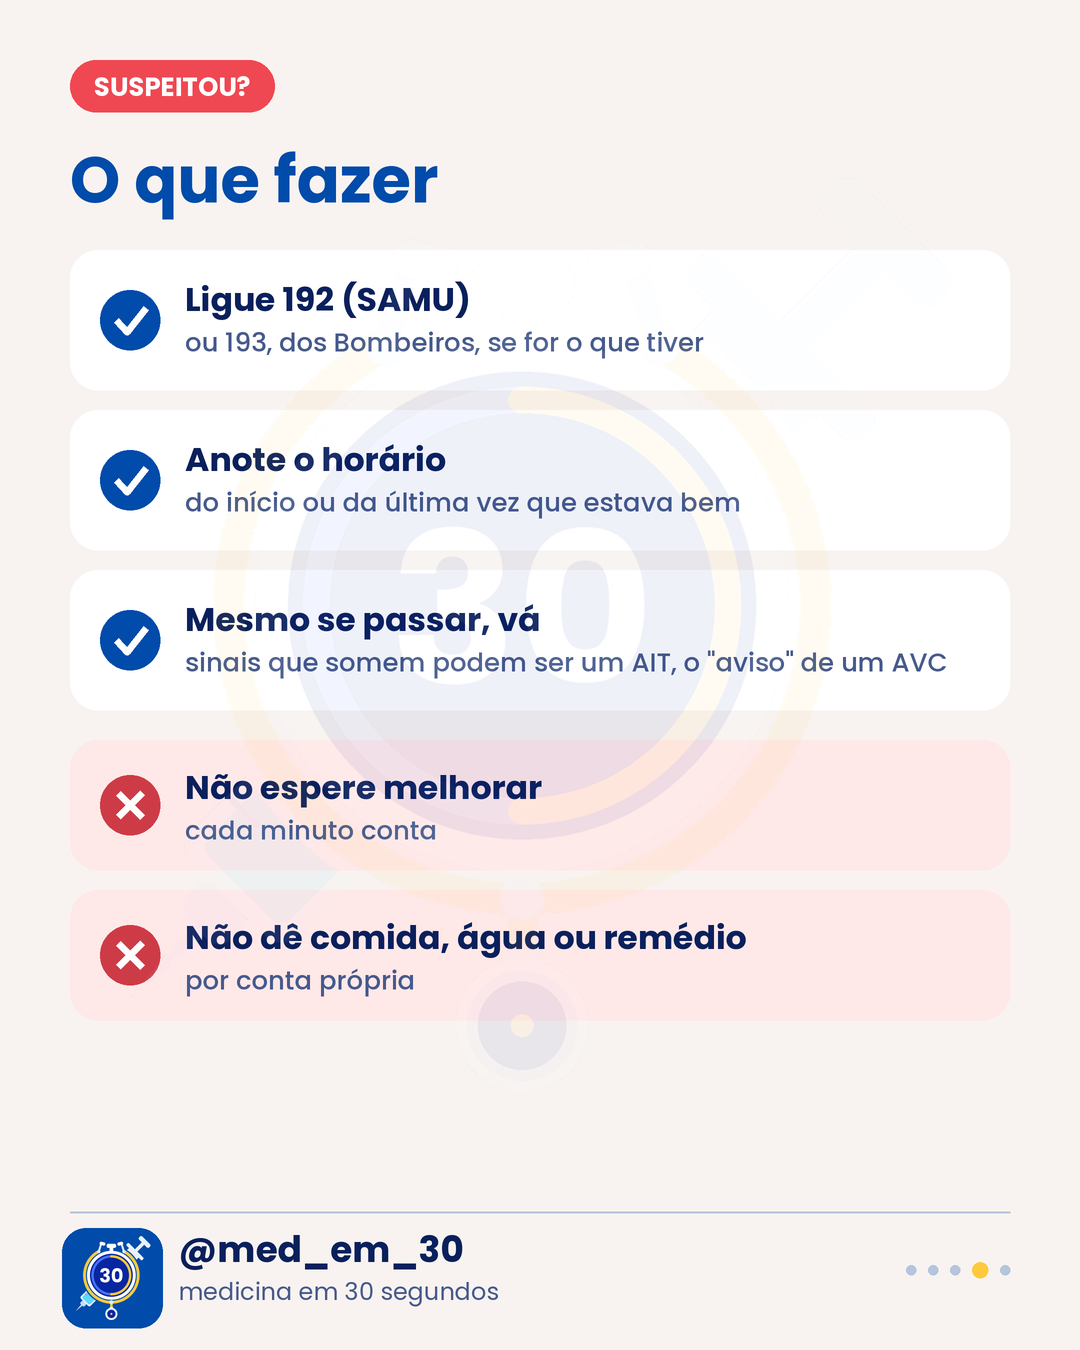 SUSPEITOU?
O que fazer
Ligue 192 (SAMU)
ou 193, dos Bombeiros, se for o que tiver
Anote o horário
do início ou da última vez que estava bem
Mesmo se passar, vá
sinais que somem podem ser um AIT, o "aviso" de um AVC
Não espere melhorar
cada minuto conta
Não dê comida, água ou remédio
por conta própria
30
30
@med_em_30
medicina em 30 segundos